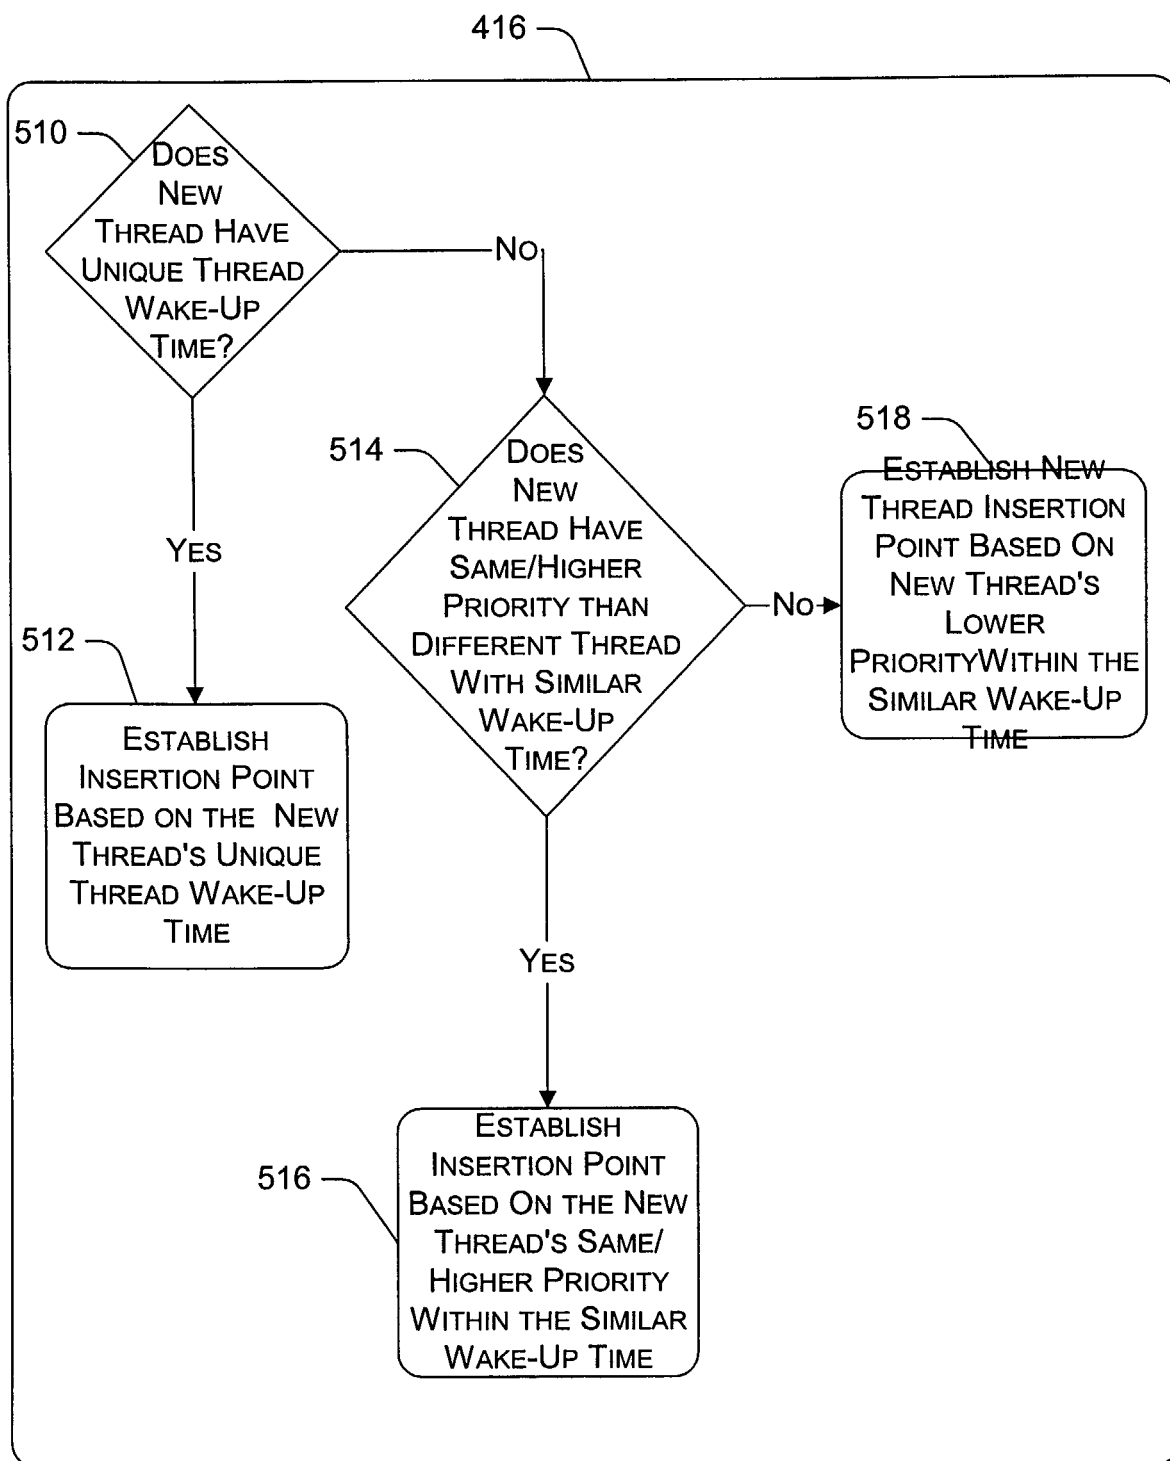 416
510
DOES
NEW
THREAD HAVE
UNIQUE THREAD
WAKE-UP
TIME?
NO
YES
514
DOES
NEW
THREAD HAVE
SAME/HIGHER
PRIORITY THAN
DIFFERENT THREAD
WITH SIMILAR
WAKE-UP
TIME?
NO
518
ESTABLISH NEW
THREAD INSERTION
POINT BASED ON
NEW THREAD'S
LOWER
PRIORITYWITHIN THE
SIMILAR WAKE-UP
TIME
512
ESTABLISH
INSERTION POINT
BASED ON THE NEW
THREAD'S UNIQUE
THREAD WAKE-UP
TIME
YES
516
ESTABLISH
INSERTION POINT
BASED ON THE NEW
THREAD'S SAME/
HIGHER PRIORITY
WITHIN THE SIMILAR
WAKE-UP TIME